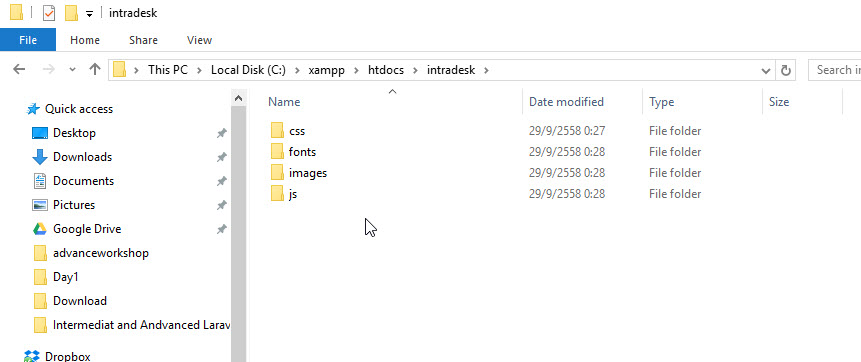 intradesk
File Home Share View
This PC Local Disk (C:) xampp htdocs intradesk Search in
Quick access
Desktop
Downloads
Documents
Pictures
Google Drive
advanceworkshop
Day1
Download
Intermediat and Andvanced Larav
Dropbox
Name Date modified Type Size
css 29/9/2558 0:27 File folder
fonts 29/9/2558 0:28 File folder
images 29/9/2558 0:28 File folder
js 29/9/2558 0:28 File folder